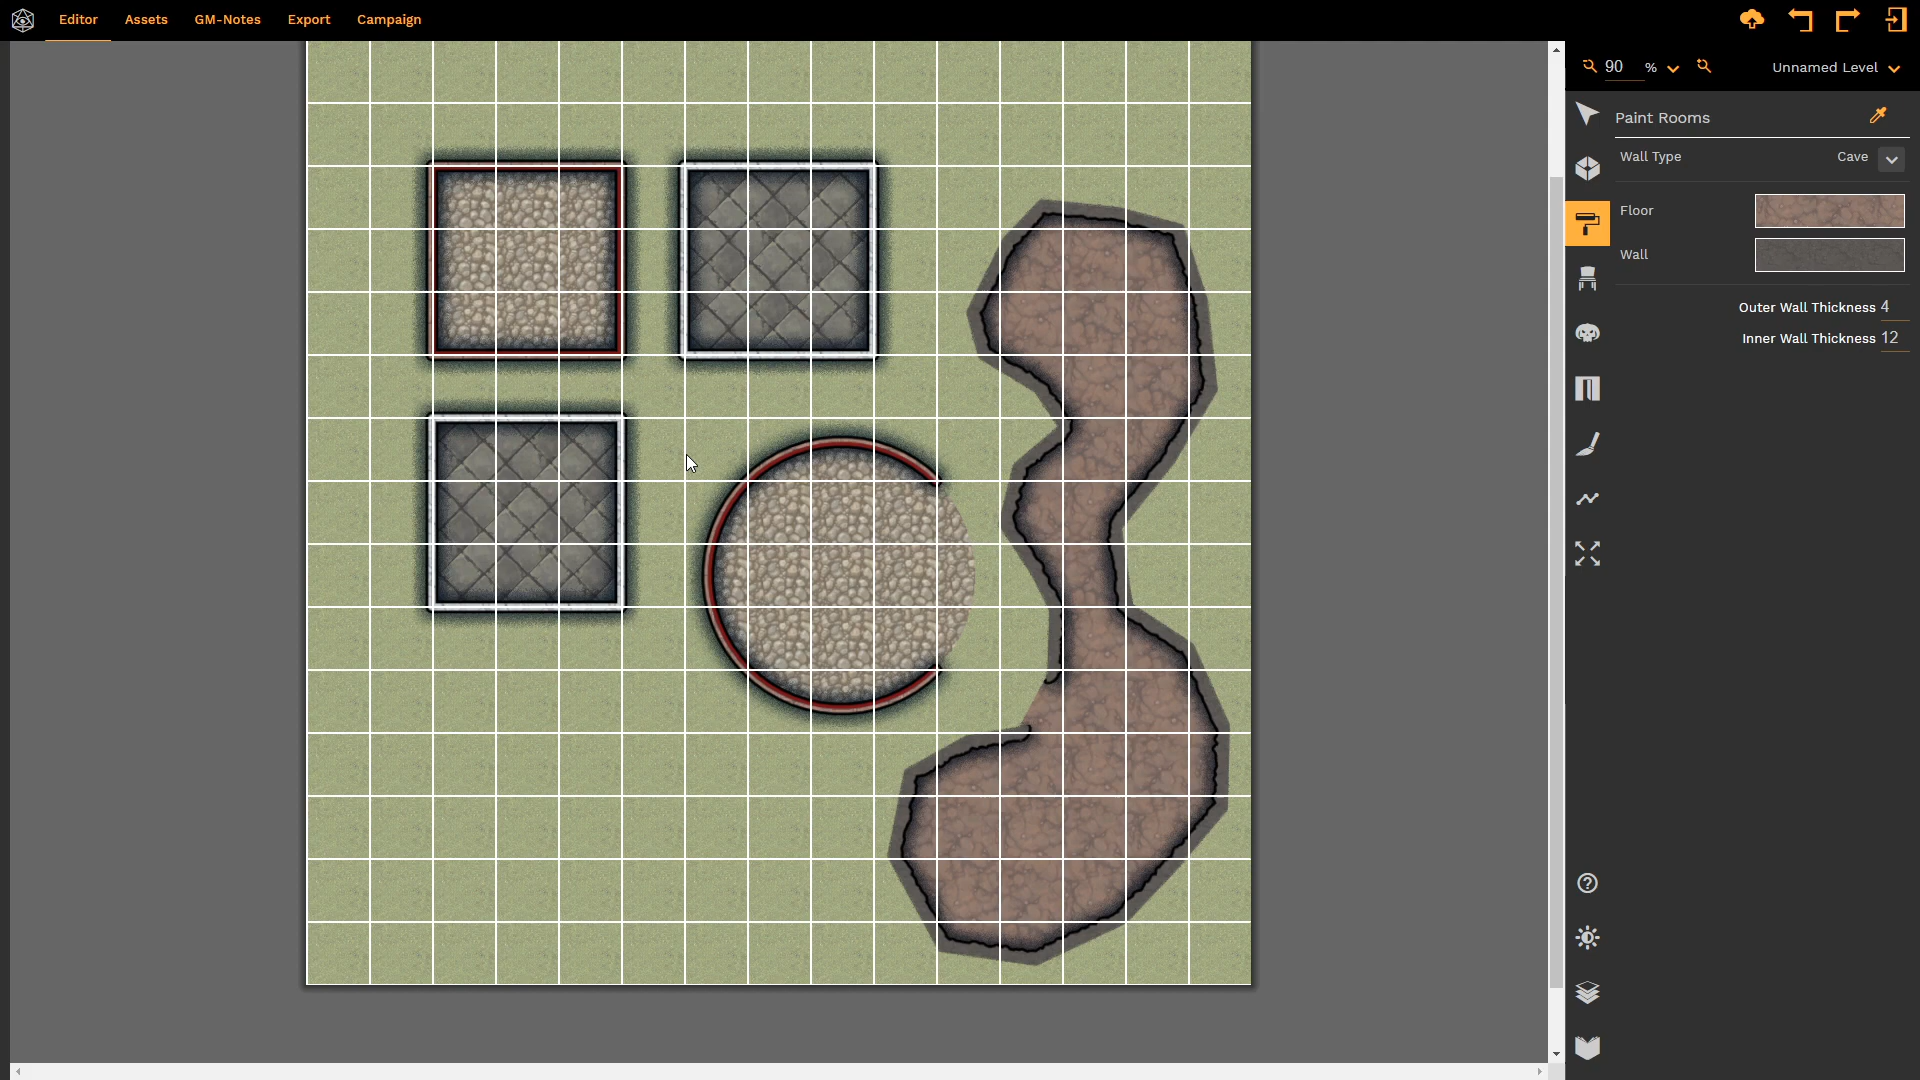 Editor Assets GM-Notes Export Campaign
90 % Unnamed Level
Paint Rooms
Wall Type Cave
Floor
Wall
Outer Wall Thickness 4
Inner Wall Thickness 12